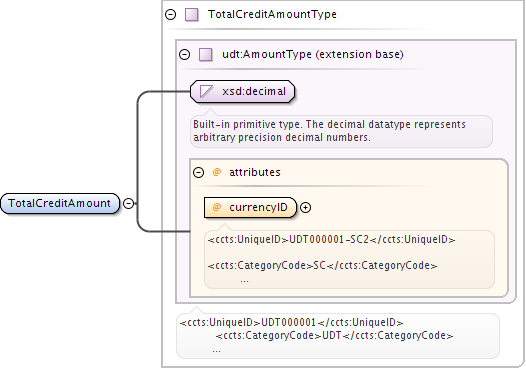 TotalCreditAmountType
udt:AmountType (extension base)
xsd:decimal
Built-in primitive type. The decimal datatype represents
arbitrary precision decimal numbers.
@ attributes
TotalCreditAmount
@ currencyID
<ccts:UniqueID>UDT000001-SC2</ccts:UniqueID>
<ccts:CategoryCode>SC</ccts:CategoryCode>
...
<ccts:UniqueID>UDT000001</ccts:UniqueID>
<ccts:CategoryCode>UDT</ccts:CategoryCode>
...